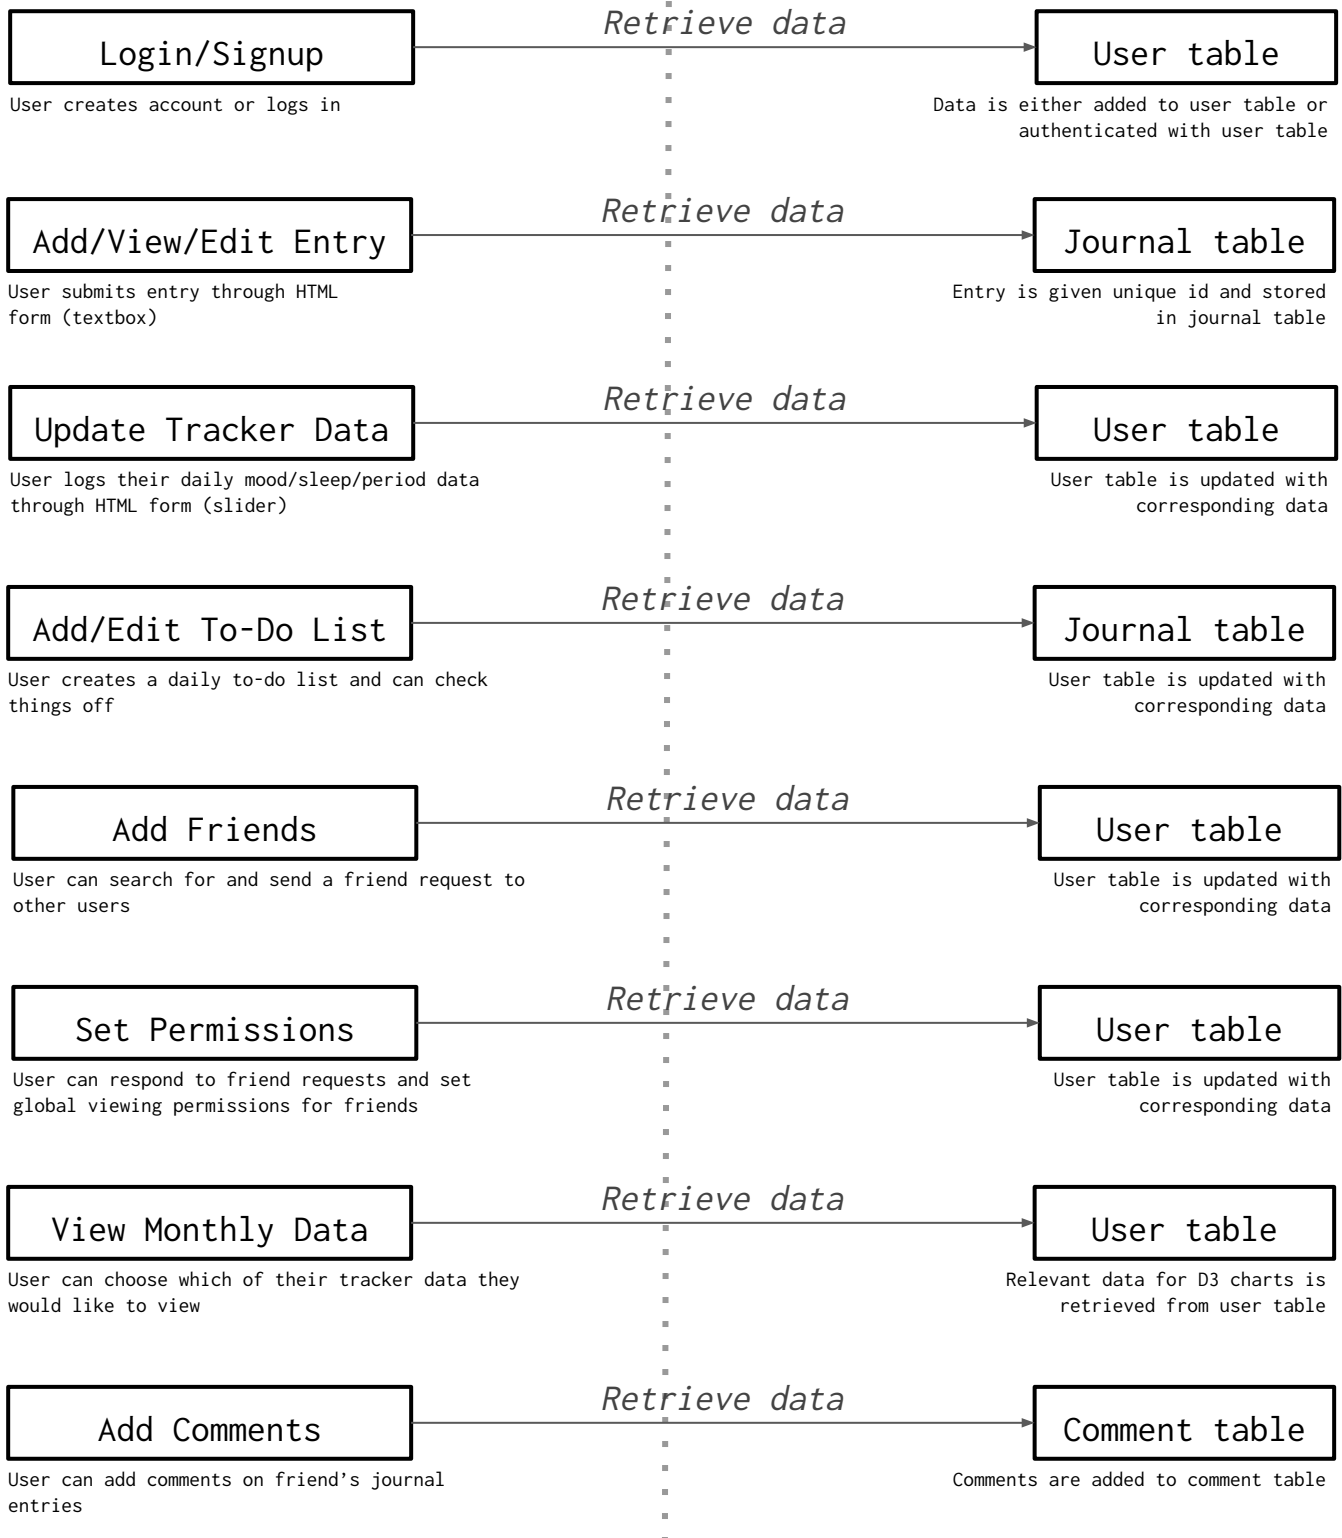 Retrieve data
Login/Signup
User table
User creates account or logs in
Data is either added to user table or
authenticated with user table
Retrieve data
Add/View/Edit Entry
Journal table
User submits entry through HTML
form (textbox)
Entry is given unique id and stored
in journal table
Retrieve data
Update Tracker Data
User table
User logs their daily mood/sleep/period data
through HTML form (slider)
User table is updated with
corresponding data
Retrieve data
Add/Edit To-Do List
Journal table
User creates a daily to-do list and can check
things off
User table is updated with
corresponding data
Retrieve data
Add Friends
User table
User can search for and send a friend request to
other users
User table is updated with
corresponding data
Retrieve data
Set Permissions
User table
User can respond to friend requests and set
global viewing permissions for friends
User table is updated with
corresponding data
Retrieve data
View Monthly Data
User table
User can choose which of their tracker data they
would like to view
Relevant data for D3 charts is
retrieved from user table
Retrieve data
Add Comments
Comment table
User can add comments on friend’s journal
entries
Comments are added to comment table